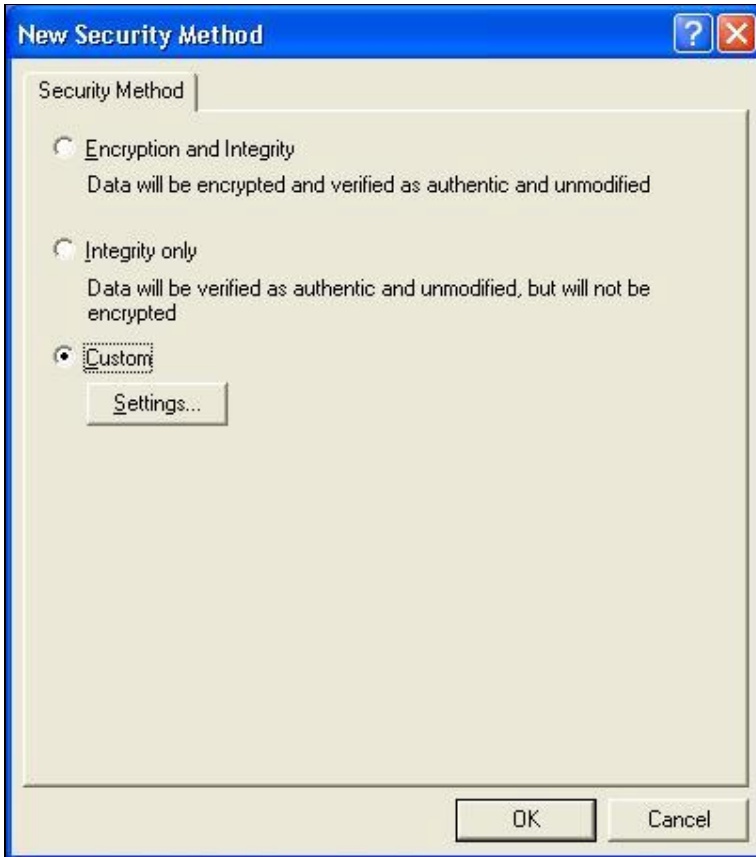 New Security Method
Security Method
Encryption and Integrity
Data will be encrypted and verified as authentic and unmodified
Integrity only
Data will be verified as authentic and unmodified, but will not be
encrypted
Custom
Settings...
OK
Cancel